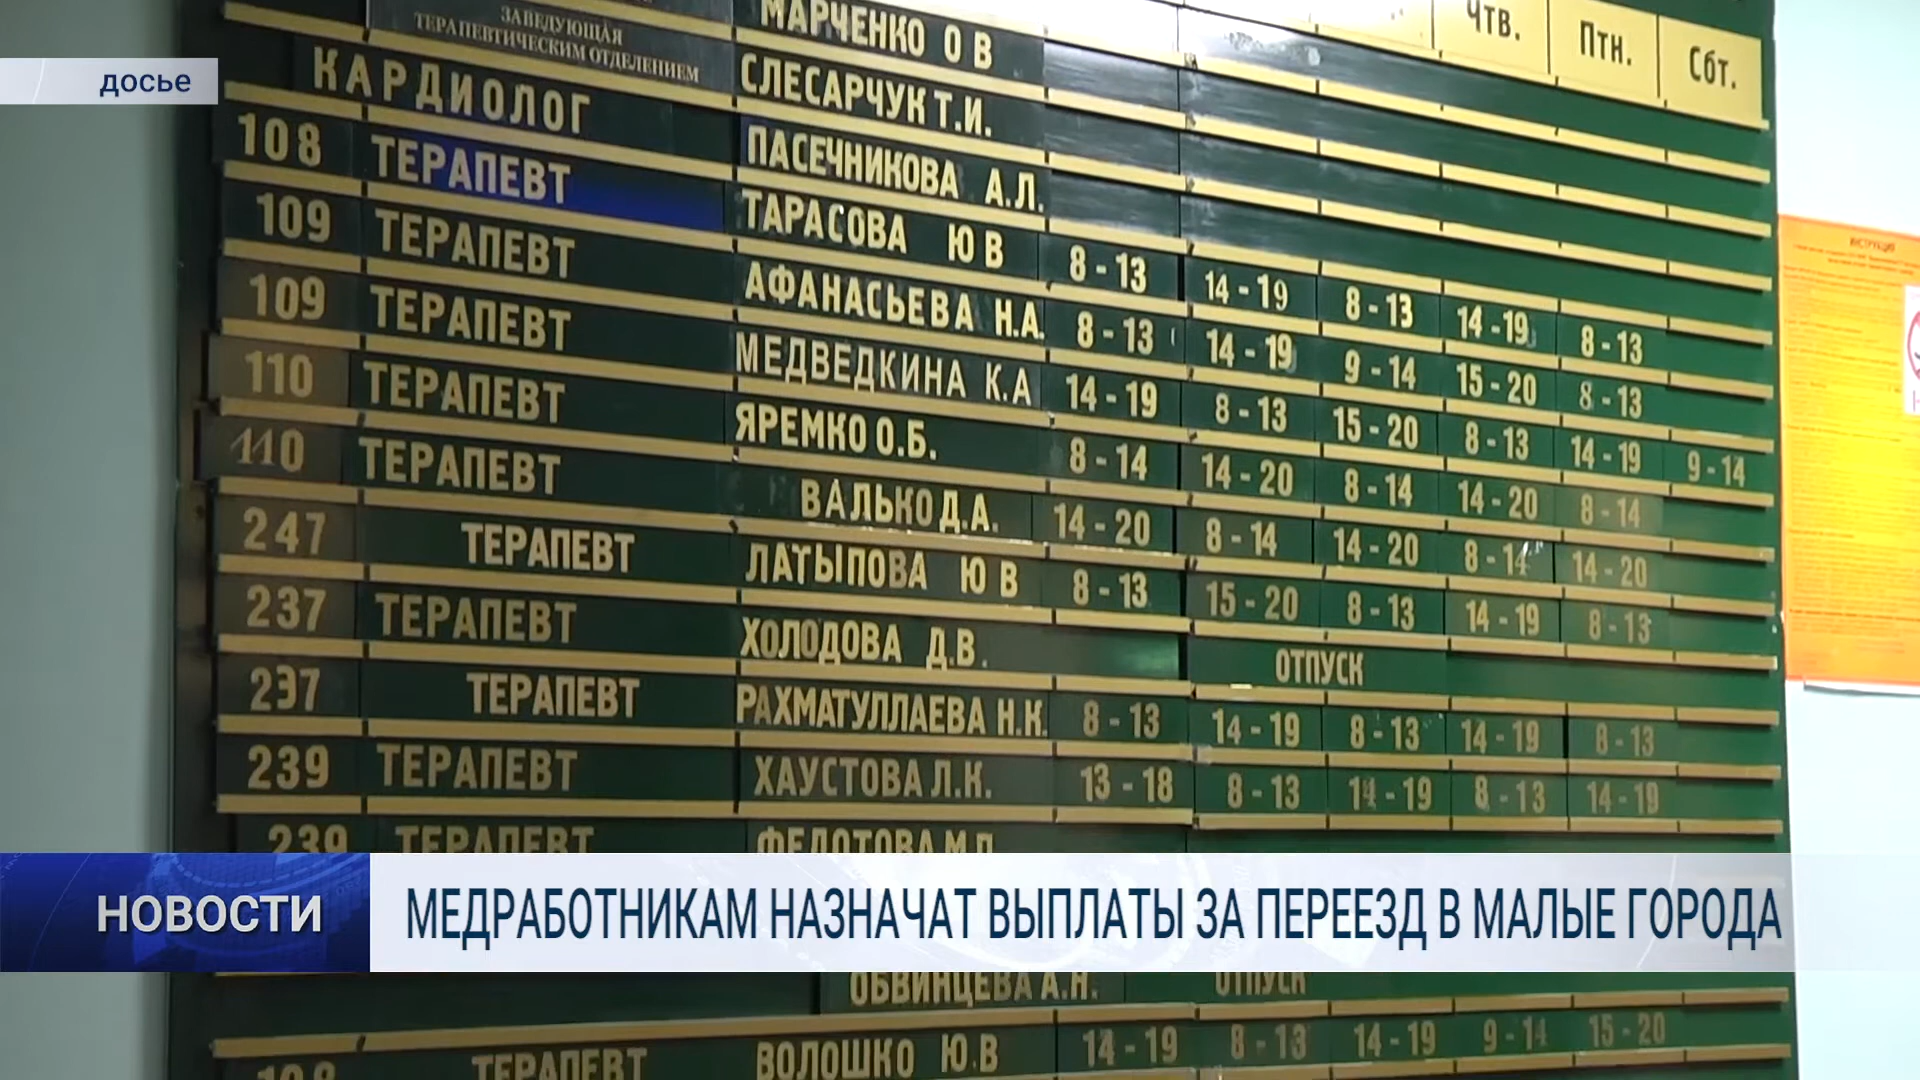 досье
Чтв. Птн. Сбт.
МАРЧЕНКО О В
ЗАВЕДУЮЩАЯ
ТЕРАПЕВТИЧЕСКИМ ОТДЕЛЕНИЕМ
СЛЕСАРЧУК Т.И.
КАРДИОЛОГ ПАСЕЧНИКОВА А.Л.
108 ТЕРАПЕВТ ТАРАСОВА Ю В 8-13 14-19 8-13 14-19 8-13
109 ТЕРАПЕВТ АФАНАСЬЕВА Н.А. 8-13 14-19 9-14 15-20 8-13
109 ТЕРАПЕВТ МЕДВЕДКИНА К.А 14-19 8-13 15-20 8-13 14-19 9-14
110 ТЕРАПЕВТ ЯРЕМКО О.Б. 8-14 14-20 8-14 14-20 8-14
110 ТЕРАПЕВТ ВАЛЬКО Д.А. 14-20 8-14 14-20 8-14 14-20
247 ТЕРАПЕВТ ЛАТЫПОВА Ю В 8-13 15-20 8-13 14-19 8-13
237 ТЕРАПЕВТ ХОЛОДОВА Д.В. ОТПУСК
237 ТЕРАПЕВТ РАХМАТУЛЛАЕВА Н.К. 8-13 14-19 8-13 14-19 8-13
239 ТЕРАПЕВТ ХАУСТОВА Л.К. 13-18 8-13 14-19 8-13 14-19
239 ТЕРАПЕВТ ФЕДОТОВА
НОВОСТИ
МЕДРАБОТНИКАМ НАЗНАЧАТ ВЫПЛАТЫ ЗА ПЕРЕЕЗД В МАЛЫЕ ГОРОДА
ОБВИНЦЕВА А.Н. ОТПУСК
108 ТЕРАПЕВТ ВОЛОШКО Ю.В 14-19 8-13 14-19 9-14 15-20
ИНСТРУКЦИЯ